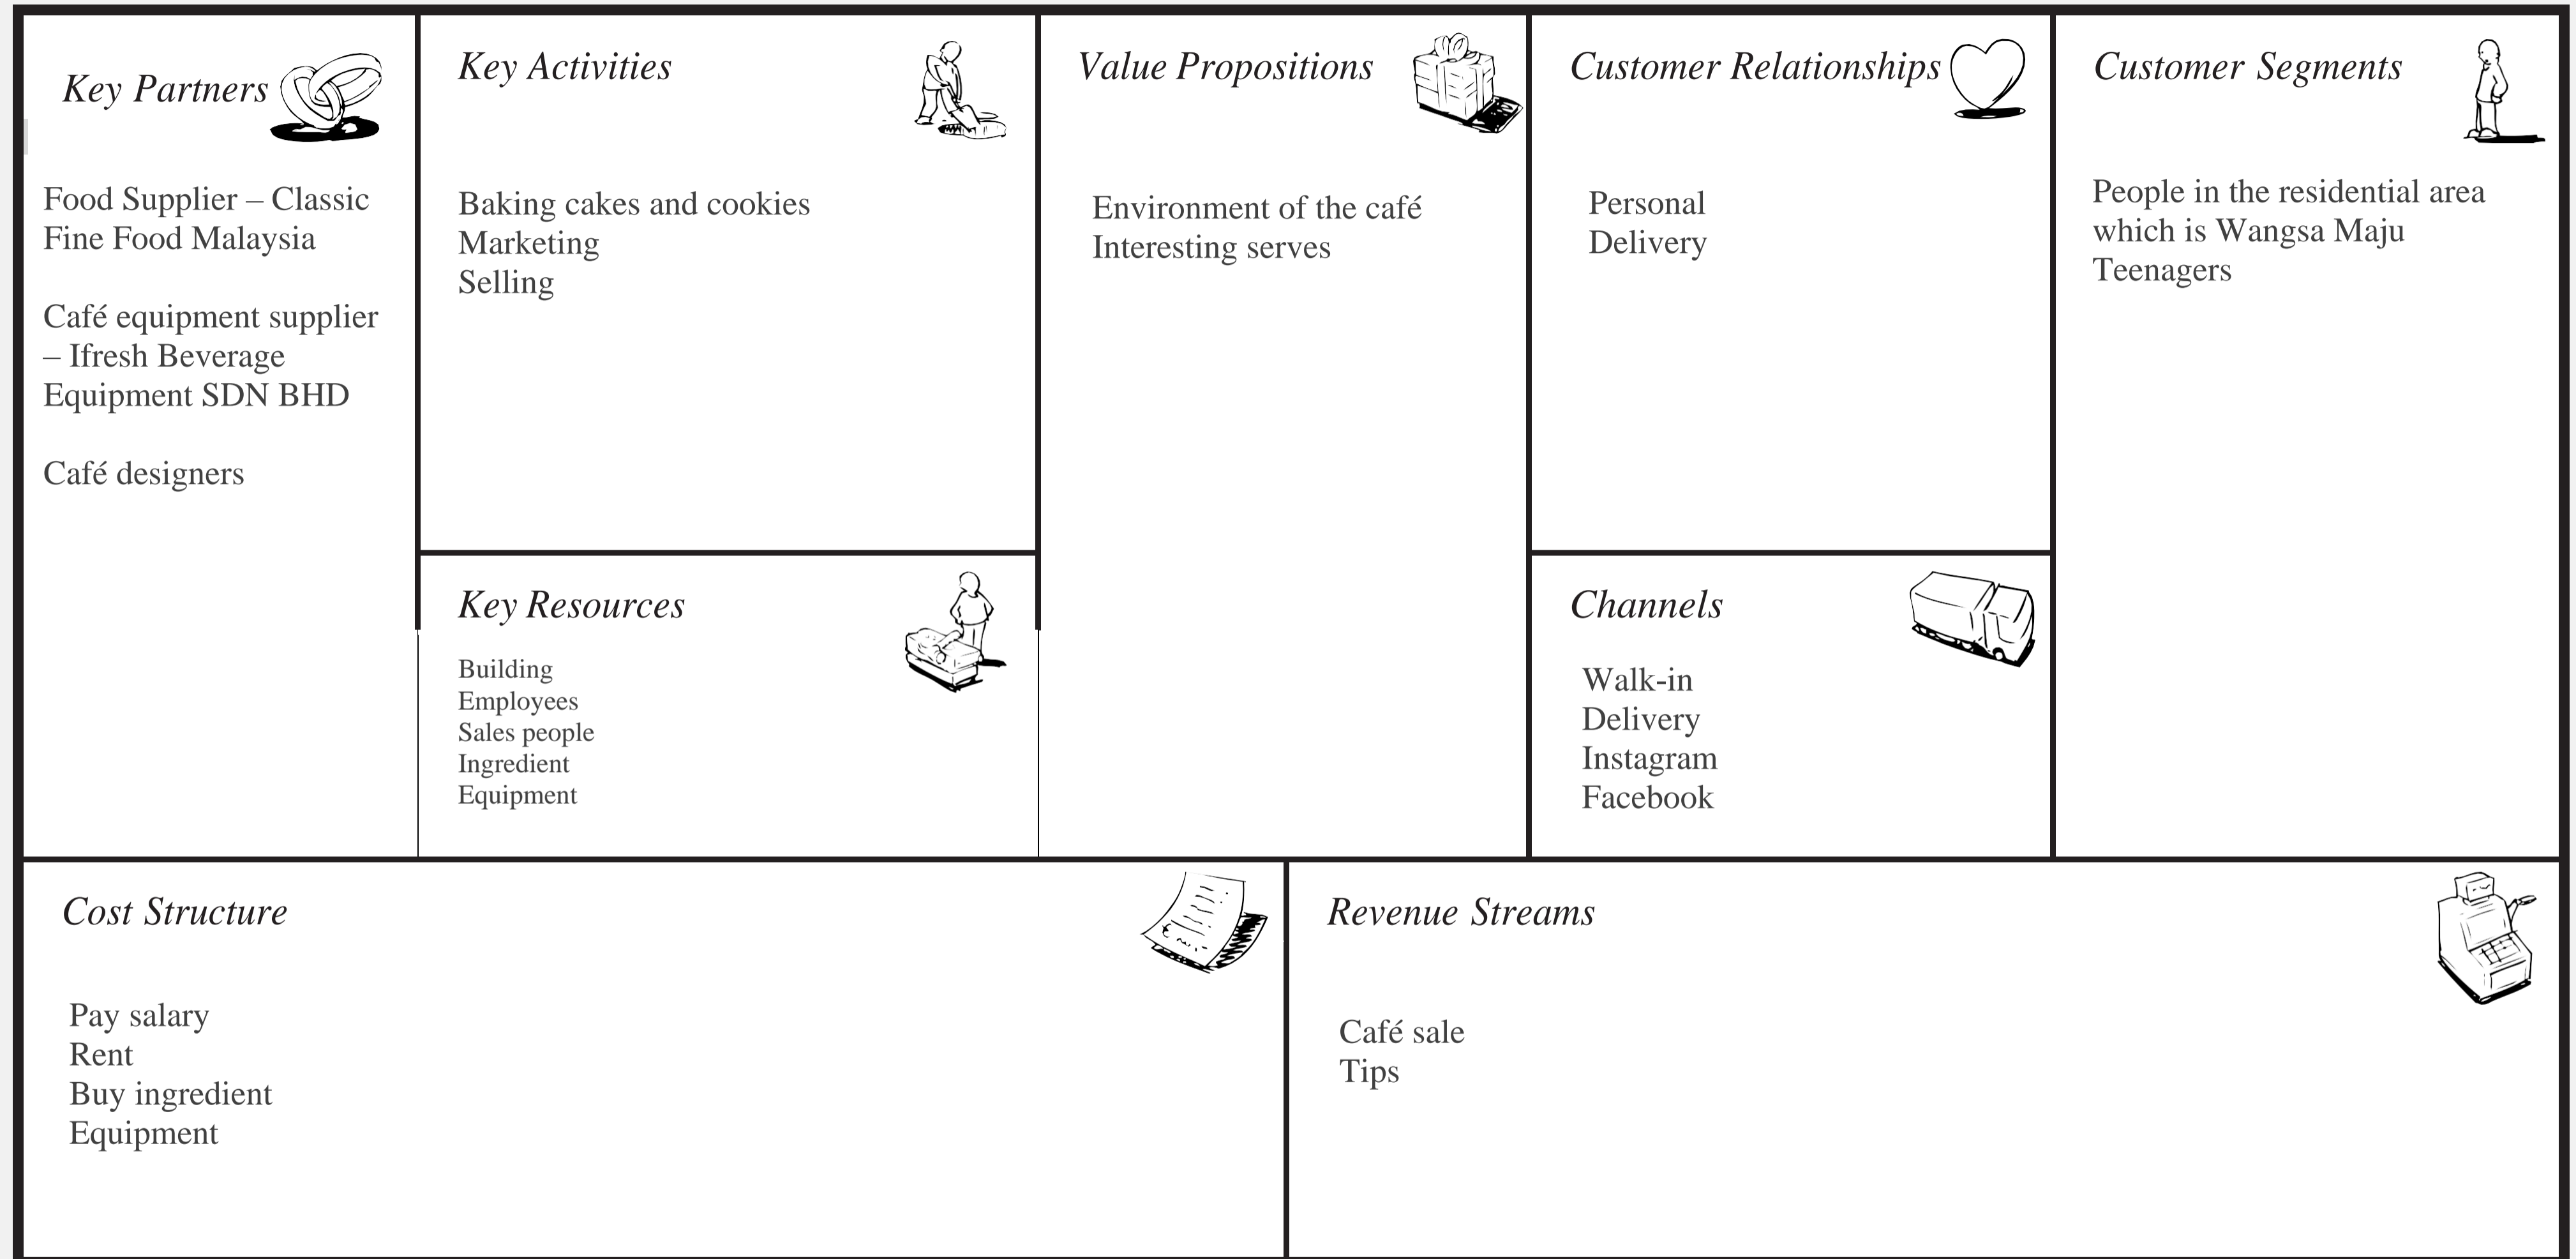 Key Partners
Food Supplier – Classic
Fine Food Malaysia
Café equipment supplier
– Ifresh Beverage
Equipment SDN BHD
Café designers
Key Activities
Baking cakes and cookies
Marketing
Selling
Key Resources
Building
Employees
Sales people
Ingredient
Equipment
Value Propositions
Environment of the café
Interesting serves
Customer Relationships
Personal
Delivery
Channels
Walk-in
Delivery
Instagram
Facebook
Customer Segments
People in the residential area
which is Wangsa Maju
Teenagers
Cost Structure
Pay salary
Rent
Buy ingredient
Equipment
Revenue Streams
Café sale
Tips